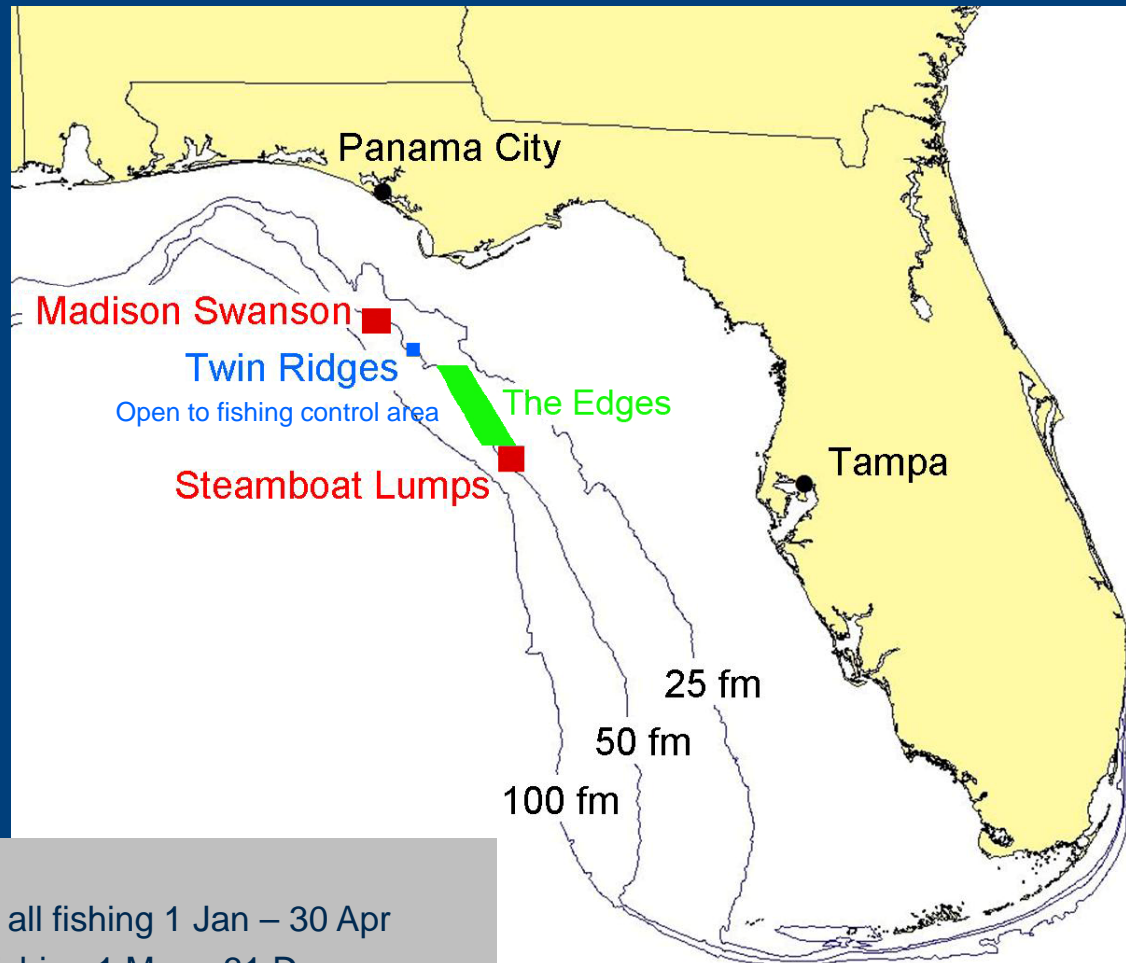 Panama City
Madison Swanson
Twin Ridges
Open to fishing control area
The Edges
Steamboat Lumps
Tampa
25 fm
50 fm
100 fm
all fishing 1 Jan – 30 Apr